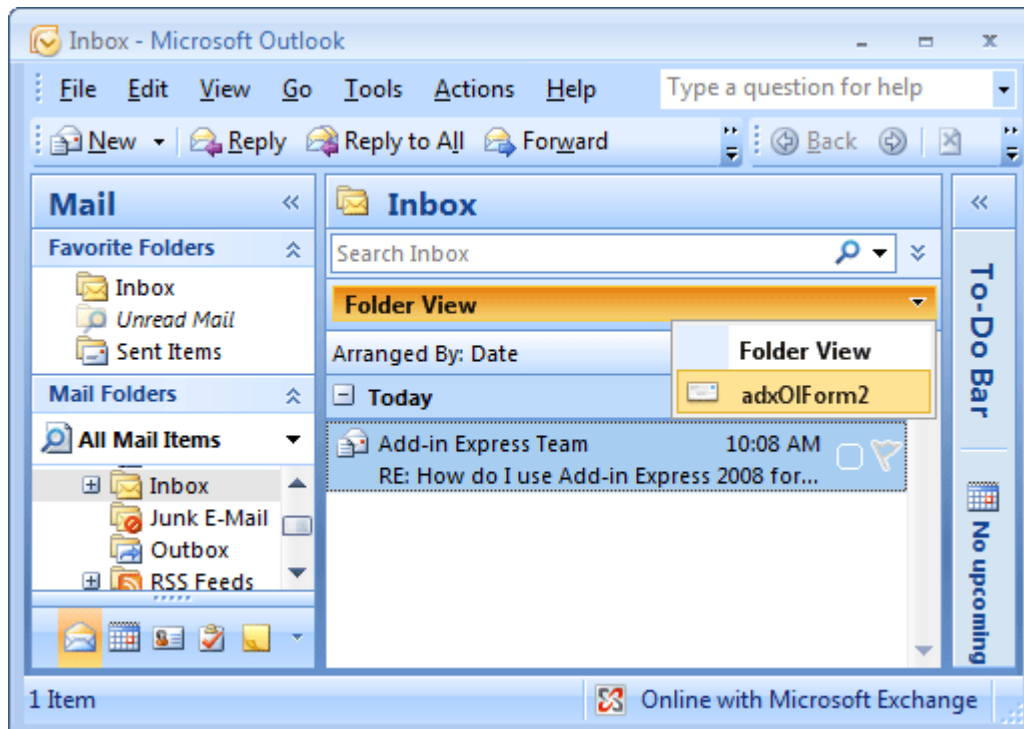 Inbox - Microsoft Outlook
File Edit View Go Tools Actions Help Type a question for help
New Reply Reply to All Forward Back
Mail
Favorite Folders
Inbox
Unread Mail
Sent Items
Mail Folders
All Mail Items
Inbox
Junk E-Mail
Outbox
RSS Feeds
Inbox
Search Inbox
Folder View
Folder View
adxOlForm2
Arranged By: Date
Today
Add-in Express Team 10:08 AM
RE: How do I use Add-in Express 2008 for...
To-Do Bar
No upcoming
1 Item Online with Microsoft Exchange